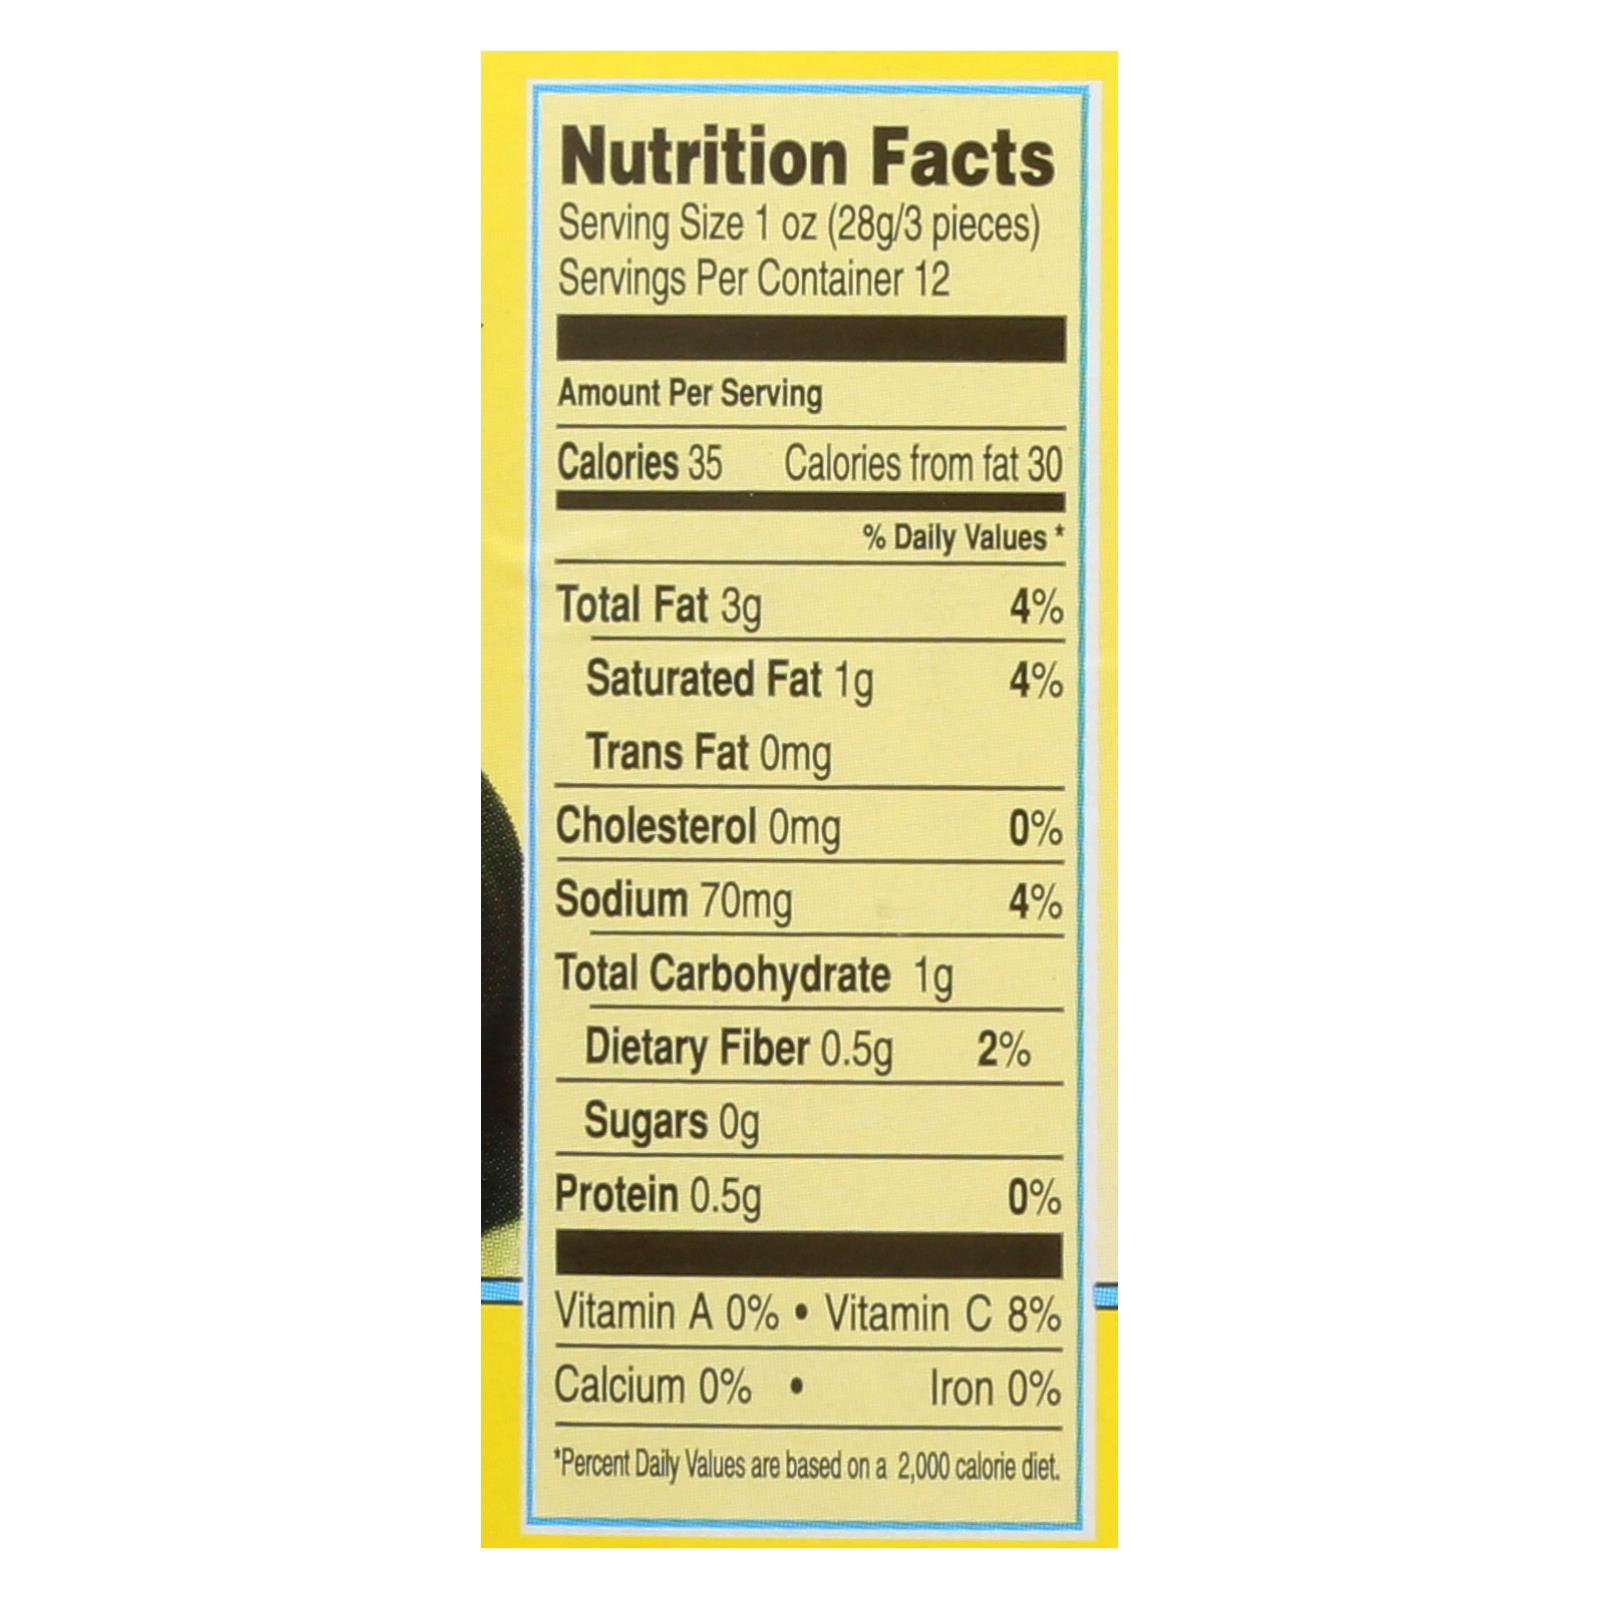 Nutrition Facts
Serving Size 1 oz (28g/3 pieces)
Servings Per Container 12
Amount Per Serving
Calories 35 Calories from fat 30
% Daily Values *
Total Fat 3g 4%
Saturated Fat 1g 4%
Trans Fat 0mg
Cholesterol 0mg 0%
Sodium 70mg 4%
Total Carbohydrate 1g
Dietary Fiber 0.5g 2%
Sugars 0g
Protein 0.5g 0%
Vitamin A 0% • Vitamin C 8%
Calcium 0% • Iron 0%
*Percent Daily Values are based on a 2,000 calorie diet.